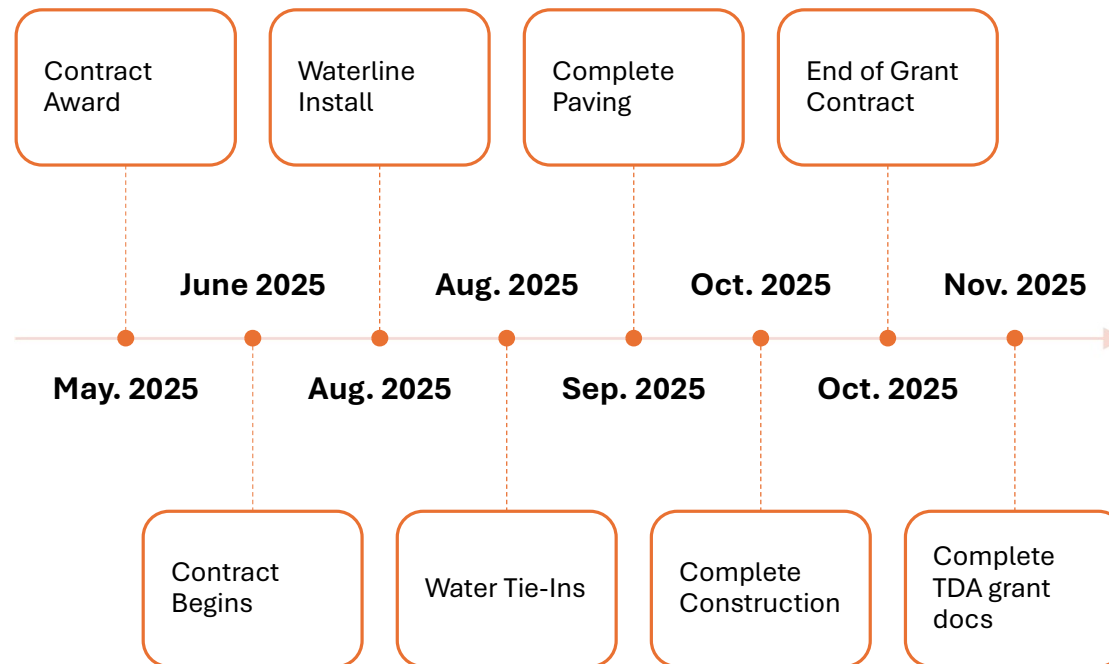 Contract
Award
Waterline
Install
Complete
Paving
End of Grant
Contract
June 2025
Aug. 2025
Oct. 2025
Nov. 2025
May. 2025
Aug. 2025
Sep. 2025
Oct. 2025
Contract
Begins
Water Tie-Ins
Complete
Construction
Complete
TDA grant
docs